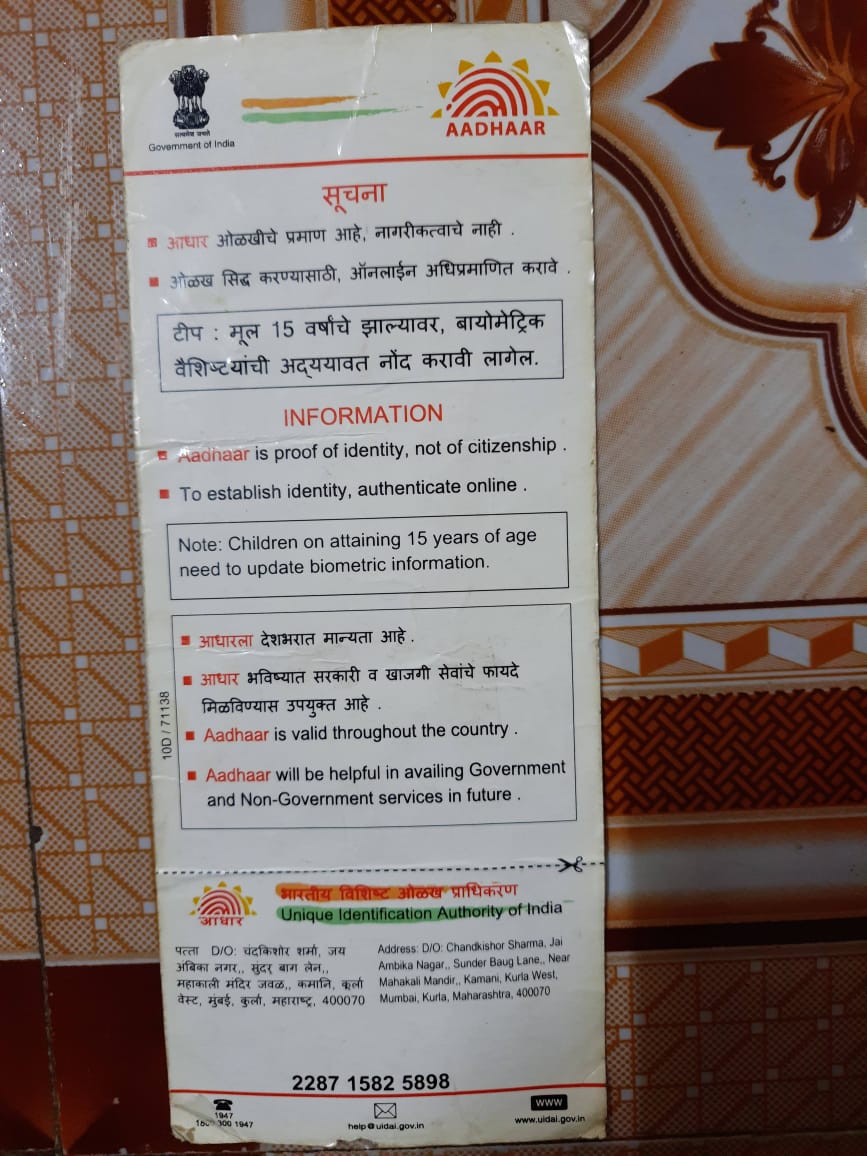 सत्यमेव जयते
Government of India
AADHAAR
सूचना
आधार ओळखीचे प्रमाण आहे, नागरीकत्वाचे नाही .
ओळख सिद्ध करण्यासाठी, ऑनलाईन अधिप्रमाणित करावे .
टीप : मूल 15 वर्षांचे झाल्यावर, बायोमेट्रिक
वैशिष्ट्यांची अद्ययावत नोंद करावी लागेल.
INFORMATION
Aadhaar is proof of identity, not of citizenship .
To establish identity, authenticate online .
Note: Children on attaining 15 years of age
need to update biometric information.
आधारला देशभरात मान्यता आहे .
आधार भविष्यात सरकारी व खाजगी सेवांचे फायदे
मिळविण्यास उपयुक्त आहे .
Aadhaar is valid throughout the country .
Aadhaar will be helpful in availing Government
and Non-Government services in future .
10D / 71138
आधार
भारतीय विशिष्ट ओळख प्राधिकरण
Unique Identification Authority of India
पत्ता D/O: चंद्रकिशोर शर्मा, जय
अंबिका नगर,, सुंदर बाग लेन,,
महाकाली मंदिर जवळ,, कमानि, कूर्ला
वेस्ट, मुंबई, कुर्ला, महाराष्ट्र, 400070
Address: D/O: Chandkishor Sharma, Jai
Ambika Nagar,, Sunder Baug Lane,, Near
Mahakali Mandir,, Kamani, Kurla West,
Mumbai, Kurla, Maharashtra, 400070
2287 1582 5898
1947
1800 300 1947
help@uidai.gov.in
www
www.uidai.gov.in